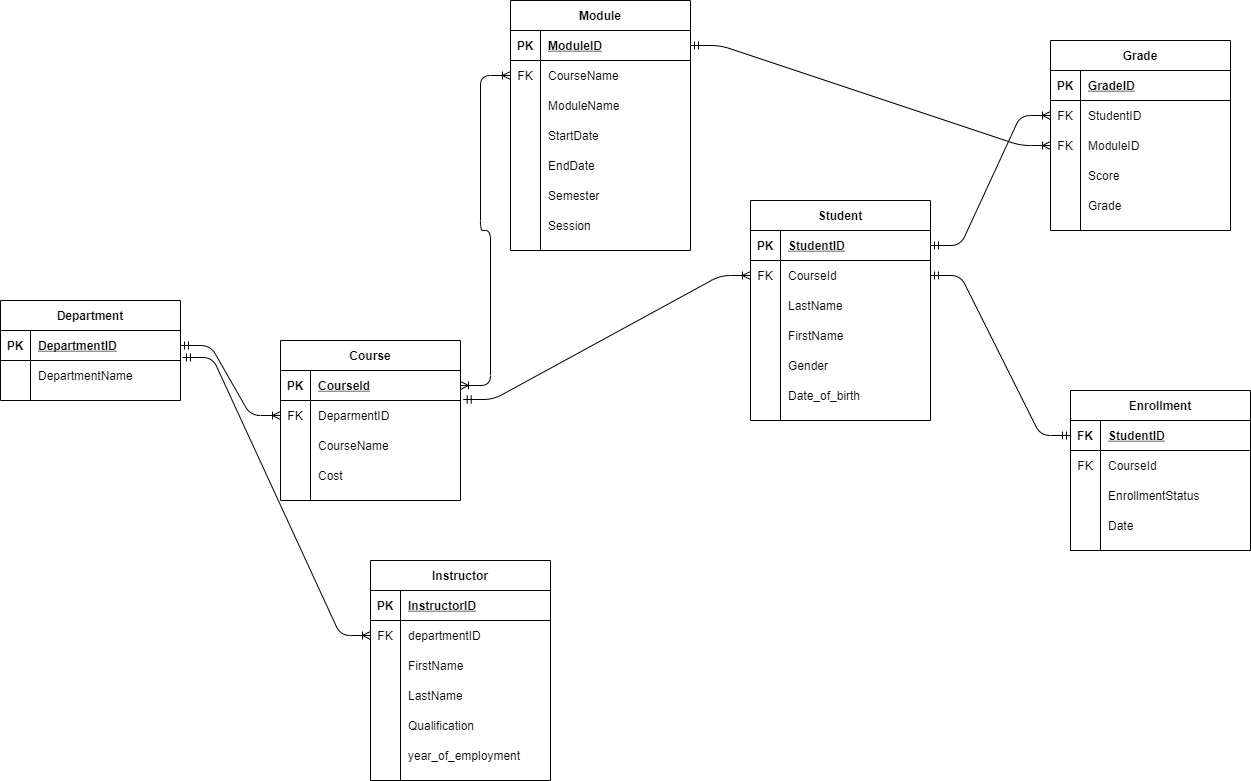 Module
PK ModuleID
FK CourseName
ModuleName
StartDate
EndDate
Semester
Session
Grade
PK GradeID
FK StudentID
FK ModuleID
Score
Grade
Student
PK StudentID
FK CourseId
LastName
FirstName
Gender
Date_of_birth
Department
PK DepartmentID
DepartmentName
Course
PK CourseId
FK DeparmentID
CourseName
Cost
Enrollment
FK StudentID
FK CourseId
EnrollmentStatus
Date
Instructor
PK InstructorID
FK departmentID
FirstName
LastName
Qualification
year_of_employment